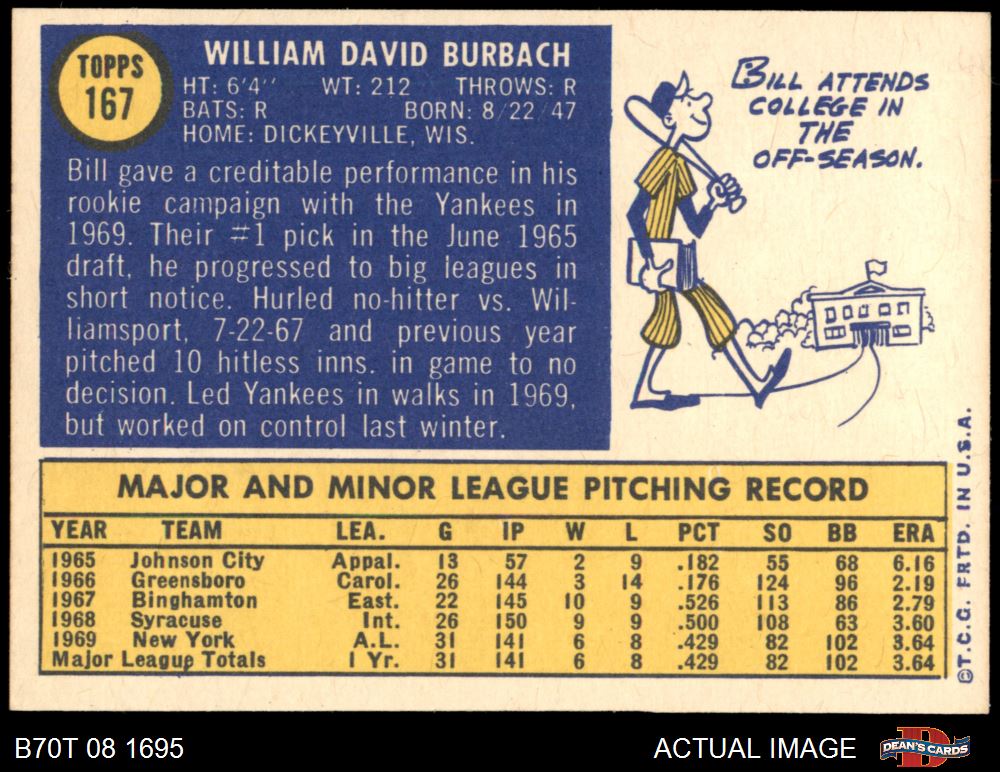 TOPPS
167
WILLIAM DAVID BURBACH
HT: 6'4'' WT: 212 THROWS: R
BATS: R BORN: 8/22/47
HOME: DICKEYVILLE, WIS.
Bill gave a creditable performance in his
rookie campaign with the Yankees in
1969. Their #1 pick in the June 1965
draft, he progressed to big leagues in
short notice. Hurled no-hitter vs. Wil-
liamsport, 7-22-67 and previous year
pitched 10 hitless inns. in game to no
decision. Led Yankees in walks in 1969,
but worked on control last winter.
BILL ATTENDS
COLLEGE IN
THE
OFF-SEASON.
MAJOR AND MINOR LEAGUE PITCHING RECORD
YEAR TEAM LEA. G IP W L PCT SO BB ERA
1965 Johnson City Appal. 13 57 2 9 .182 55 68 6.16
1966 Greensboro Carol. 26 144 3 14 .176 124 96 2.19
1967 Binghamton East. 22 145 10 9 .526 113 86 2.79
1968 Syracuse Int. 26 150 9 9 .500 108 63 3.60
1969 New York A.L. 31 141 6 8 .429 82 102 3.64
Major League Totals 1 Yr. 31 141 6 8 .429 82 102 3.64
©T.C.G. PRTD. IN U.S.A.
B70T 08 1695
ACTUAL IMAGE
DEAN'S CARDS